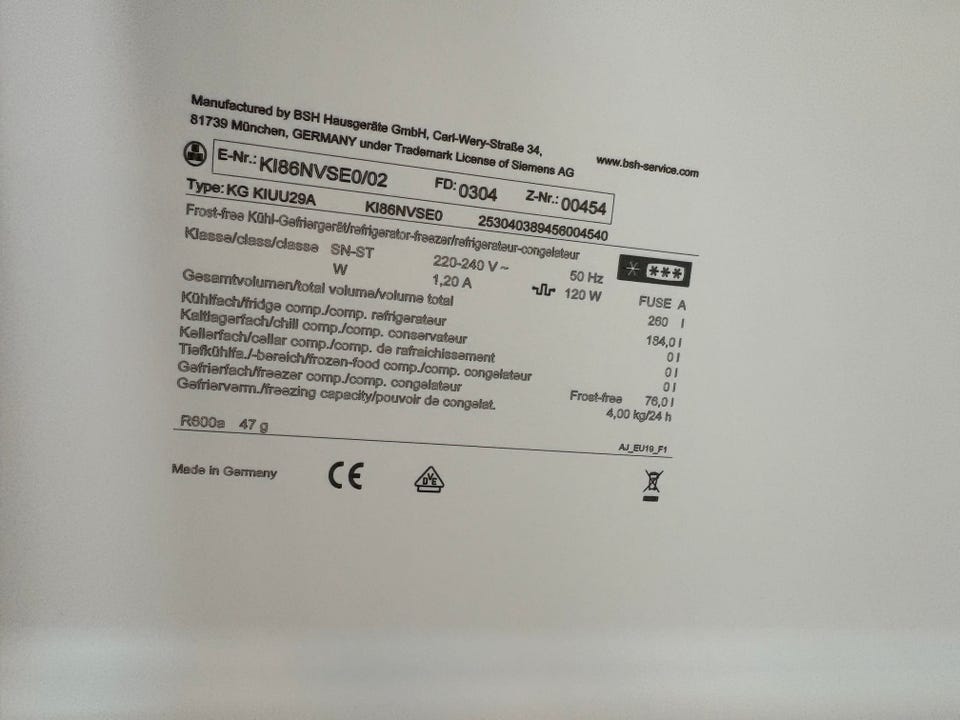 Manufactured by BSH Hausgeräte GmbH, Carl-Wery-Straße 34,
81739 München, GERMANY under Trademark License of Siemens AG www.bsh-service.com
E-Nr.: KI86NVSE0/02 FD: 0304 Z-Nr.: 00454
Type: KG KIUU29A KI86NVSE0 253040389456004540
Frost-free Kühl-Gefriergerät/refrigerator-freezer/refrigerateur-congelateur
Klasse/class/classe SN-ST 220-240 V ~ 50 Hz
W 1,20 A 120 W FUSE A
Gesamtvolumen/total volume/volume total 260 l
Kühlfach/fridge comp./comp. refrigerateur 184,0 l
Kaltlagerfach/chill comp./comp. conservateur 0 l
Kellerfach/cellar comp./comp. de rafraichissement 0 l
Tiefkühlfa./-bereich/frozen-food comp./comp. congelateur 0 l
Gefrierfach/freezer comp./comp. congelateur Frost-free 76,0 l
Gefrierverm./freezing capacity/pouvoir de congelat. 4,00 kg/24 h
R600a 47 g
AJ_EU19_F1
Made in Germany CE DVE